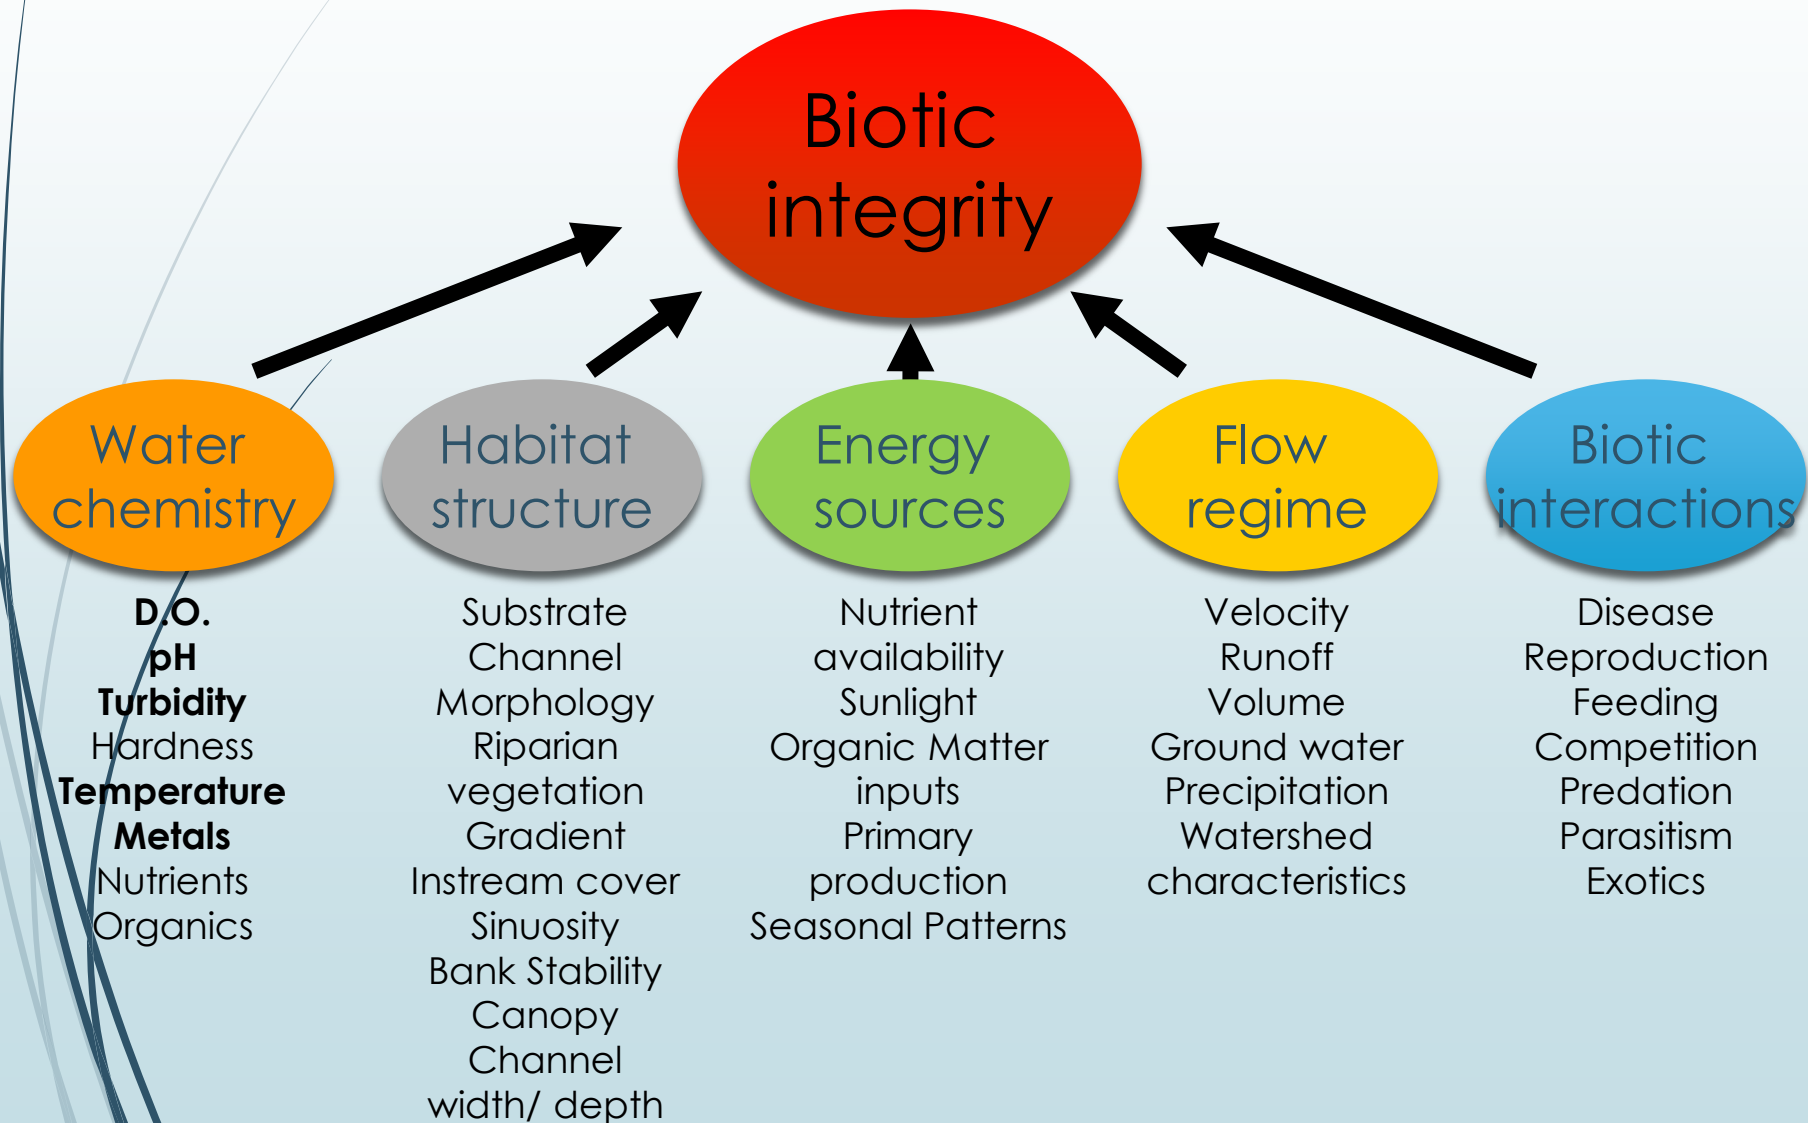 Biotic
integrity
Water
chemistry
Habitat
structure
Energy
sources
Flow
regime
Biotic
interactions
D.O.
pH
Turbidity
Hardness
Temperature
Metals
Nutrients
Organics
Substrate
Channel
Morphology
Riparian
vegetation
Gradient
Instream cover
Sinuosity
Bank Stability
Canopy
Channel
width/ depth
Nutrient
availability
Sunlight
Organic Matter
inputs
Primary
production
Seasonal Patterns
Velocity
Runoff
Volume
Ground water
Precipitation
Watershed
characteristics
Disease
Reproduction
Feeding
Competition
Predation
Parasitism
Exotics